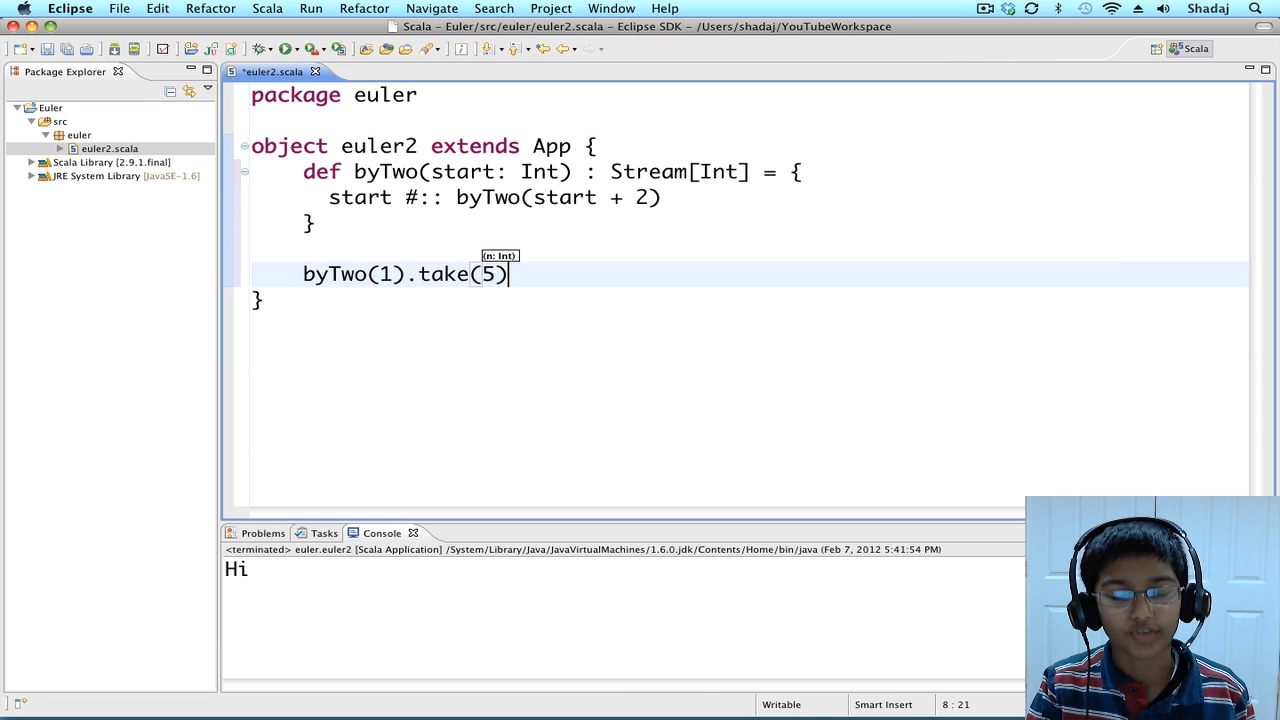 Eclipse File Edit Refactor Scala Run Refactor Navigate Search Project Window Help Shadaj
Scala – Euler/src/euler/euler2.scala – Eclipse SDK – /Users/shadaj/YouTubeWorkspace
Scala
Package Explorer
*euler2.scala
Euler
src
euler
euler2.scala
Scala Library [2.9.1.final]
JRE System Library [JavaSE-1.6]
package euler
object euler2 extends App {
def byTwo(start: Int) : Stream[Int] = {
start #:: byTwo(start + 2)
}
(n: Int)
byTwo(1).take(5)
}
Problems Tasks Console
<terminated> euler.euler2 [Scala Application] /System/Library/Java/JavaVirtualMachines/1.6.0.jdk/Contents/Home/bin/java (Feb 7, 2012 5:41:54 PM)
Hi
Writable Smart Insert 8 : 21